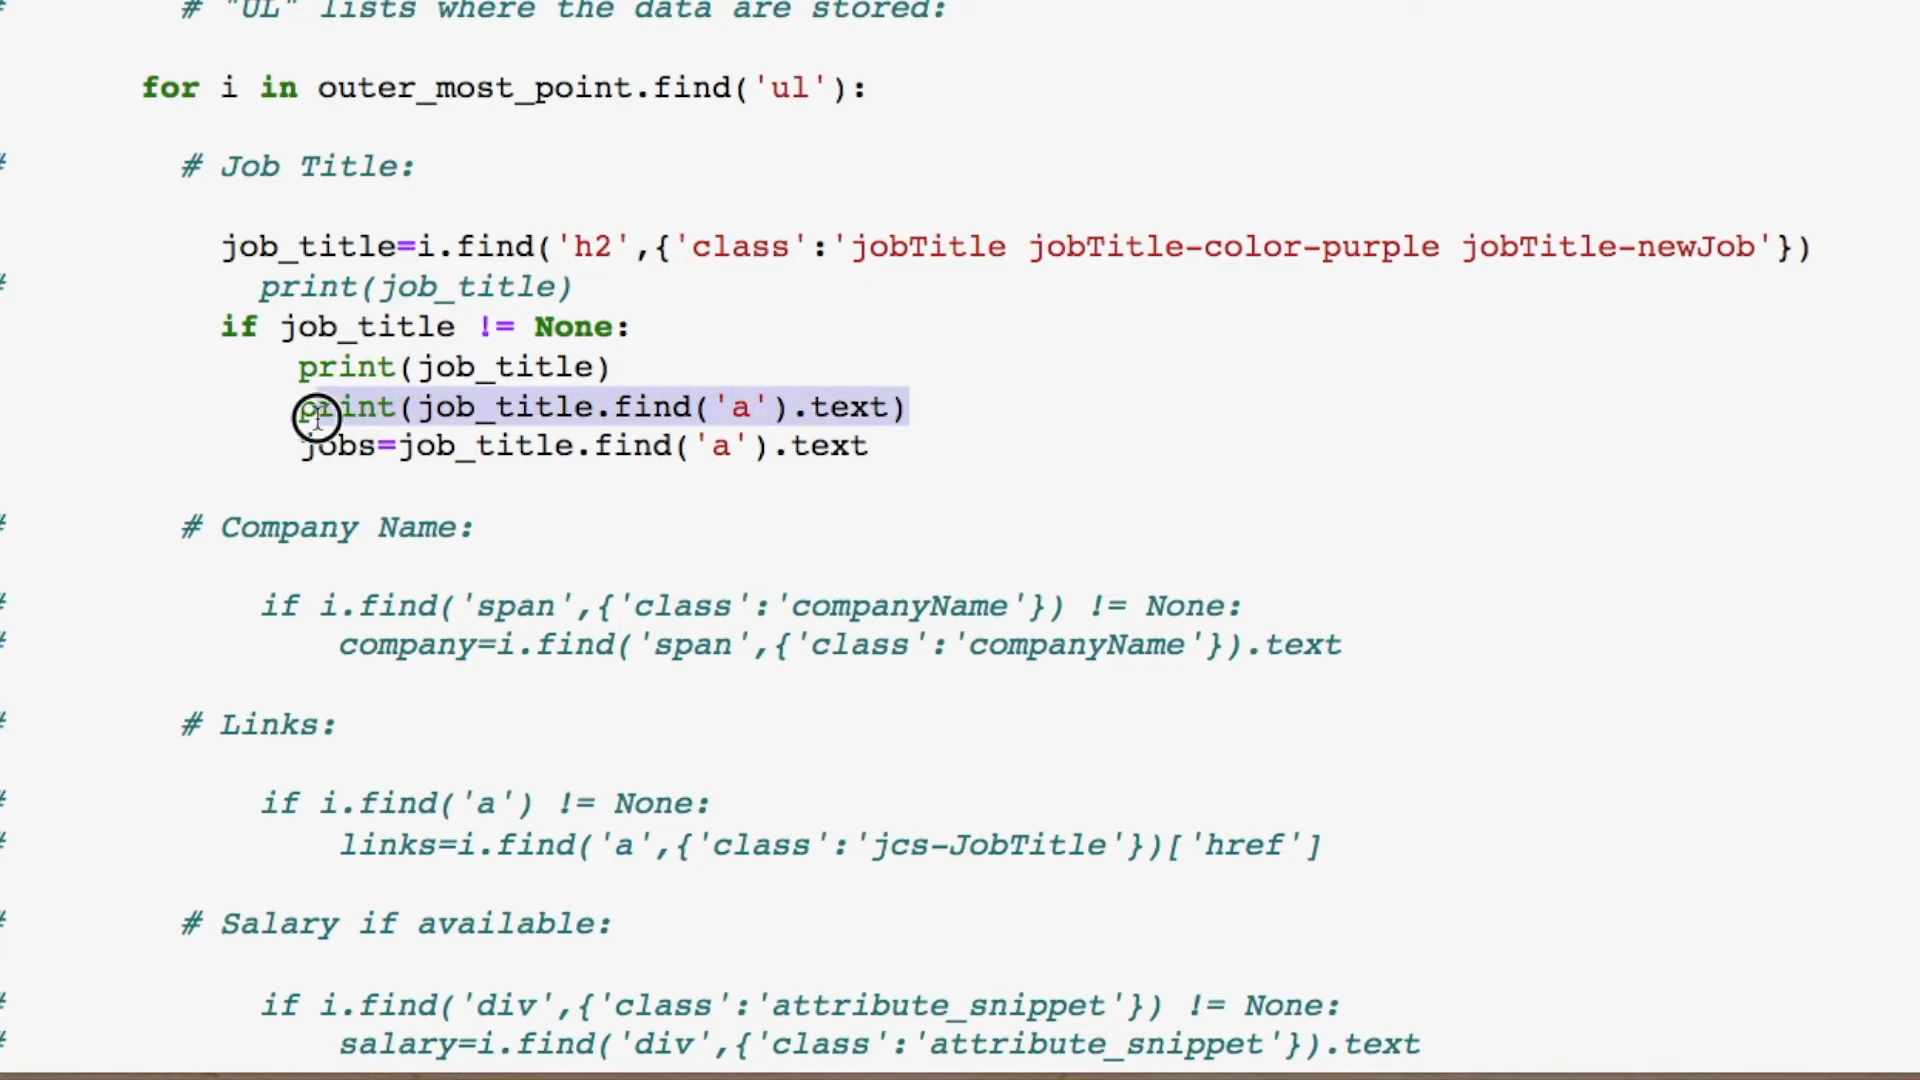 # "UL" lists where the data are stored:
for i in outer_most_point.find('ul'):
# # Job Title:
job_title=i.find('h2',{'class':'jobTitle jobTitle-color-purple jobTitle-newJob'})
# print(job_title)
if job_title != None:
print(job_title)
print(job_title.find('a').text)
jobs=job_title.find('a').text
# # Company Name:
# if i.find('span',{'class':'companyName'}) != None:
# company=i.find('span',{'class':'companyName'}).text
# # Links:
# if i.find('a') != None:
# links=i.find('a',{'class':'jcs-JobTitle'})['href']
# # Salary if available:
# if i.find('div',{'class':'attribute_snippet'}) != None:
# salary=i.find('div',{'class':'attribute_snippet'}).text